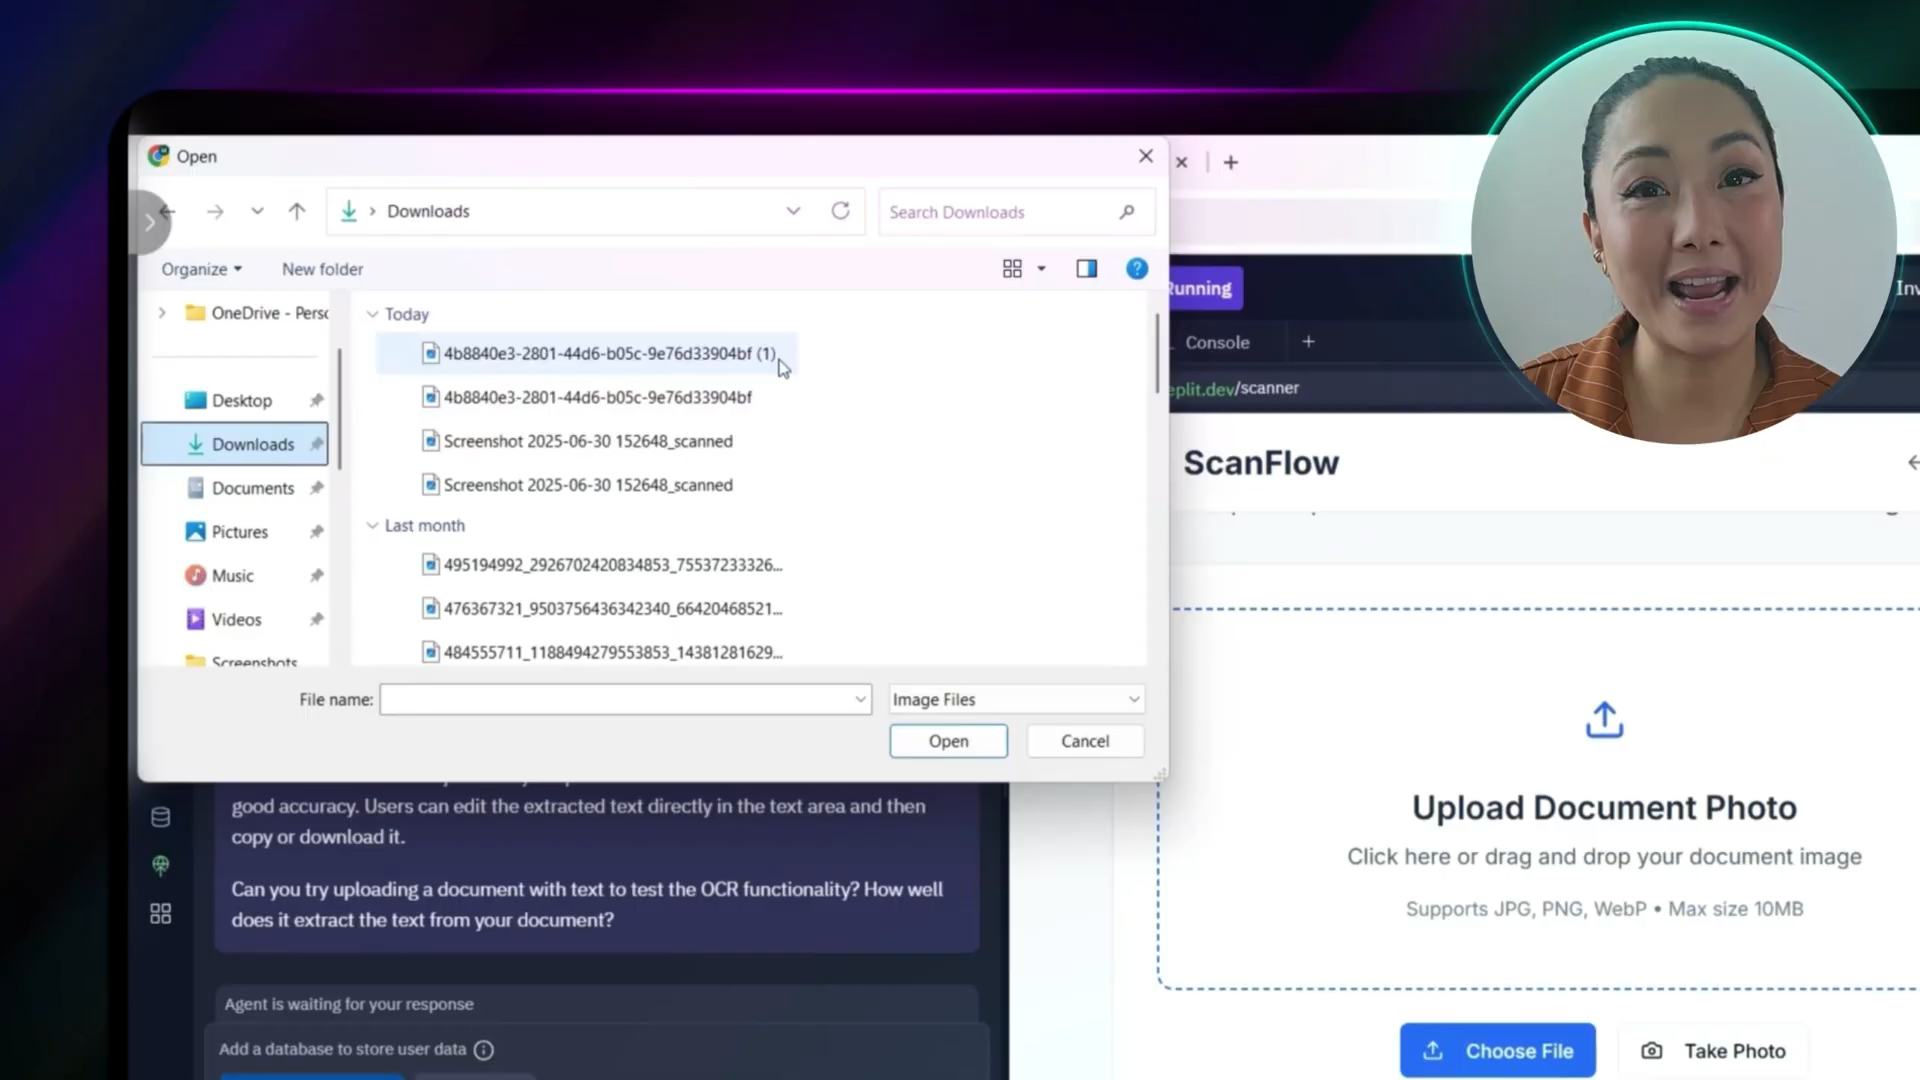 Open
Downloads
Search Downloads
Organize
New folder
OneDrive - Perso
Desktop
Downloads
Documents
Pictures
Music
Videos
Screenshots
Today
4b8840e3-2801-44d6-b05c-9e76d33904bf (1)
4b8840e3-2801-44d6-b05c-9e76d33904bf
Screenshot 2025-06-30 152648_scanned
Screenshot 2025-06-30 152648_scanned
Last month
495194992_2926702420834853_75537233326...
476367321_9503756436342340_66420468521...
484555711_1188494279553853_14381281629...
File name:
Image Files
Open
Cancel
good accuracy. Users can edit the extracted text directly in the text area and then
copy or download it.
Can you try uploading a document with text to test the OCR functionality? How well
does it extract the text from your document?
Agent is waiting for your response
Add a database to store user data
Running
Inv
Console
eplit.dev/scanner
ScanFlow
Upload Document Photo
Click here or drag and drop your document image
Supports JPG, PNG, WebP • Max size 10MB
Choose File
Take Photo